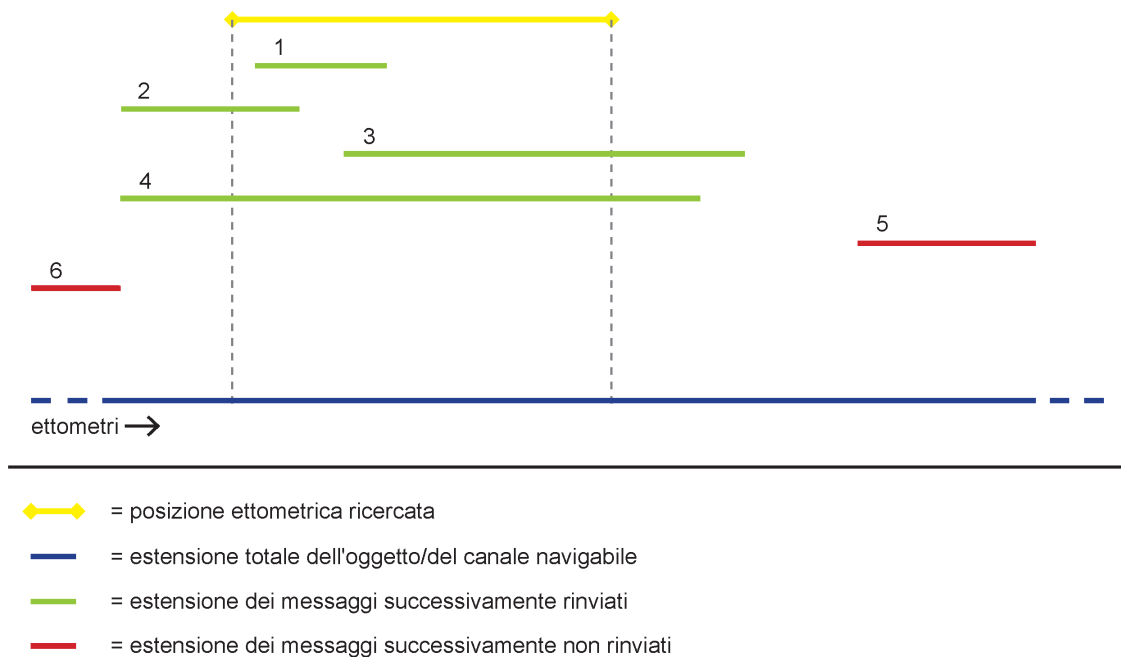 1
2
3
4
5
6
ettometri
= posizione ettometrica ricercata
= estensione totale dell'oggetto/del canale navigabile
= estensione dei messaggi successivamente rinviati
= estensione dei messaggi successivamente non rinviati